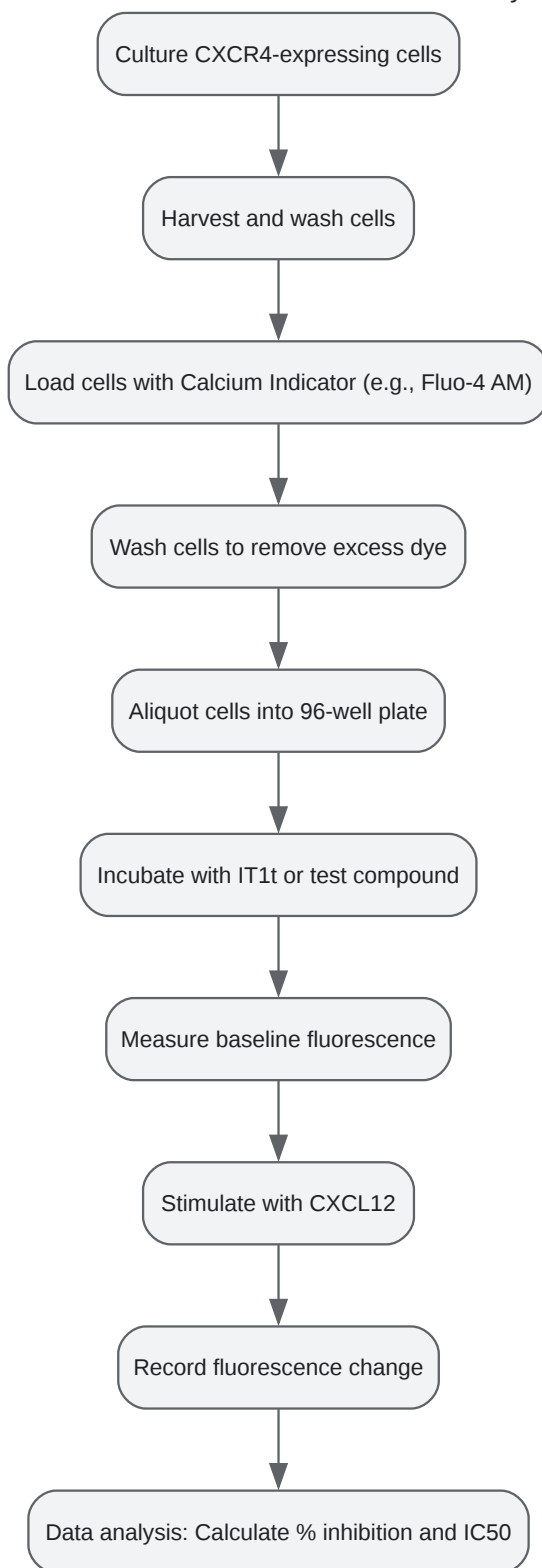 Culture CXCR4-expressing cells
Harvest and wash cells
Load cells with Calcium Indicator (e.g., Fluo-4 AM)
Wash cells to remove excess dye
Aliquot cells into 96-well plate
Incubate with IT1t or test compound
Measure baseline fluorescence
Stimulate with CXCL12
Record fluorescence change
Data analysis: Calculate % inhibition and IC50